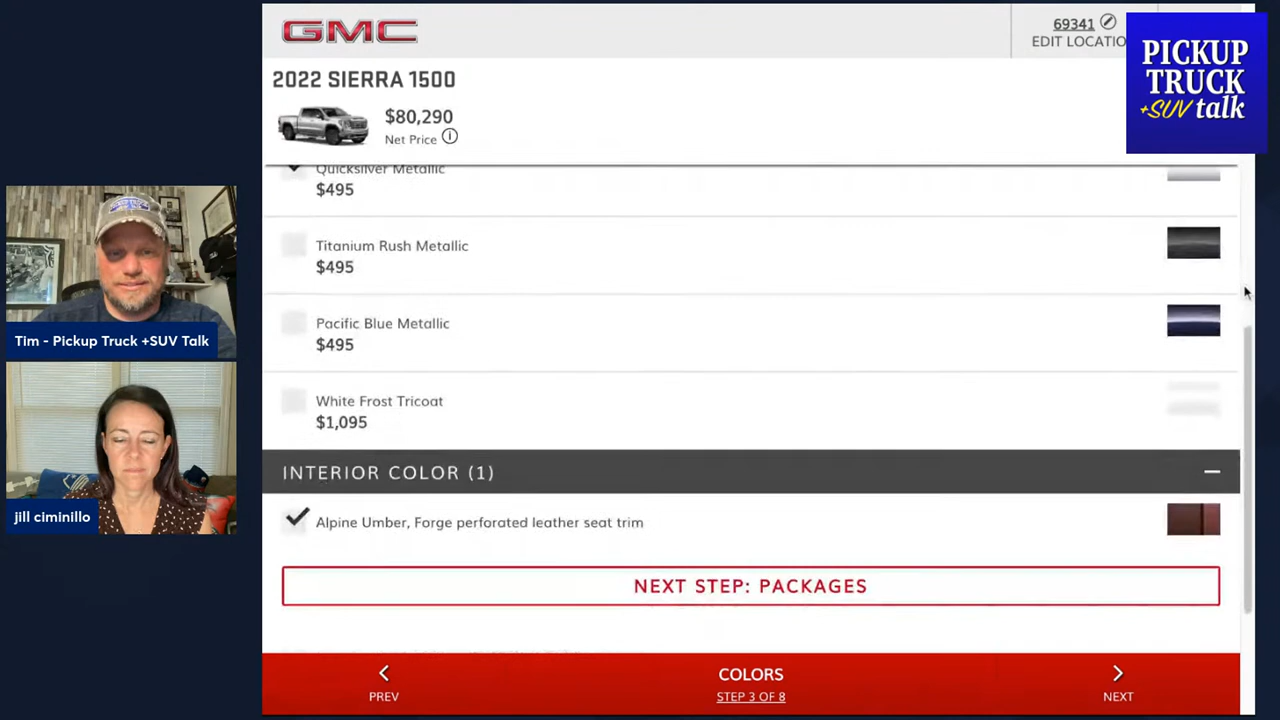 GMC
69341
EDIT LOCATIO
PICKUP
TRUCK
+SUV talk
2022 SIERRA 1500
$80,290
Net Price
Quicksilver Metallic
$495
Titanium Rush Metallic
$495
Pacific Blue Metallic
$495
White Frost Tricoat
$1,095
INTERIOR COLOR (1)
Alpine Umber, Forge perforated leather seat trim
NEXT STEP: PACKAGES
PREV
COLORS
STEP 3 OF 8
NEXT
Tim - Pickup Truck +SUV Talk
jill ciminillo